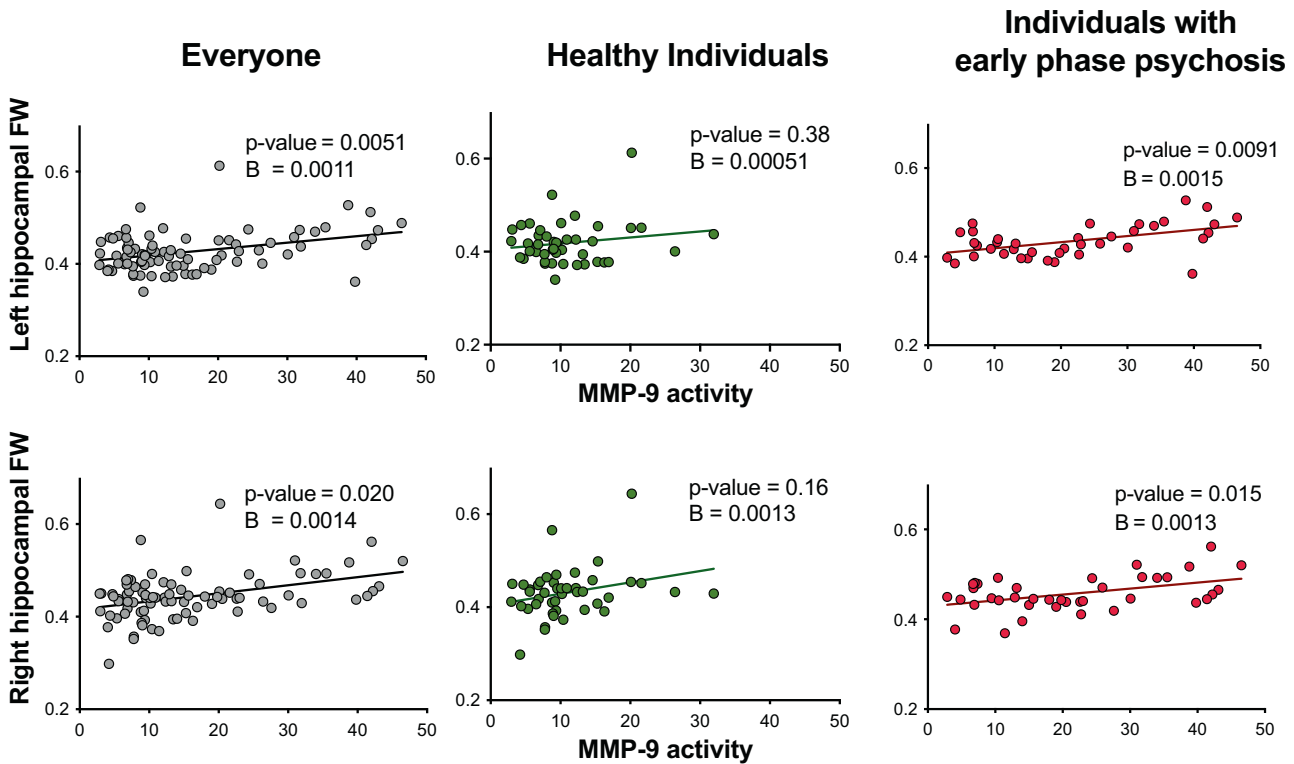 Everyone
Healthy Individuals
Individuals with
early phase psychosis
Left hippocampal FW
0.6
0.4
0.2
0 10 20 30 40 50
p-value = 0.0051
B = 0.0011
0.6
0.4
0.2
0 10 20 30 40 50
p-value = 0.38
B = 0.00051
MMP-9 activity
0.6
0.4
0.2
0 10 20 30 40 50
p-value = 0.0091
B = 0.0015
Right hippocampal FW
0.6
0.4
0.2
0 10 20 30 40 50
p-value = 0.020
B = 0.0014
0.6
0.4
0.2
0 10 20 30 40 50
p-value = 0.16
B = 0.0013
MMP-9 activity
0.6
0.4
0.2
0 10 20 30 40 50
p-value = 0.015
B = 0.0013